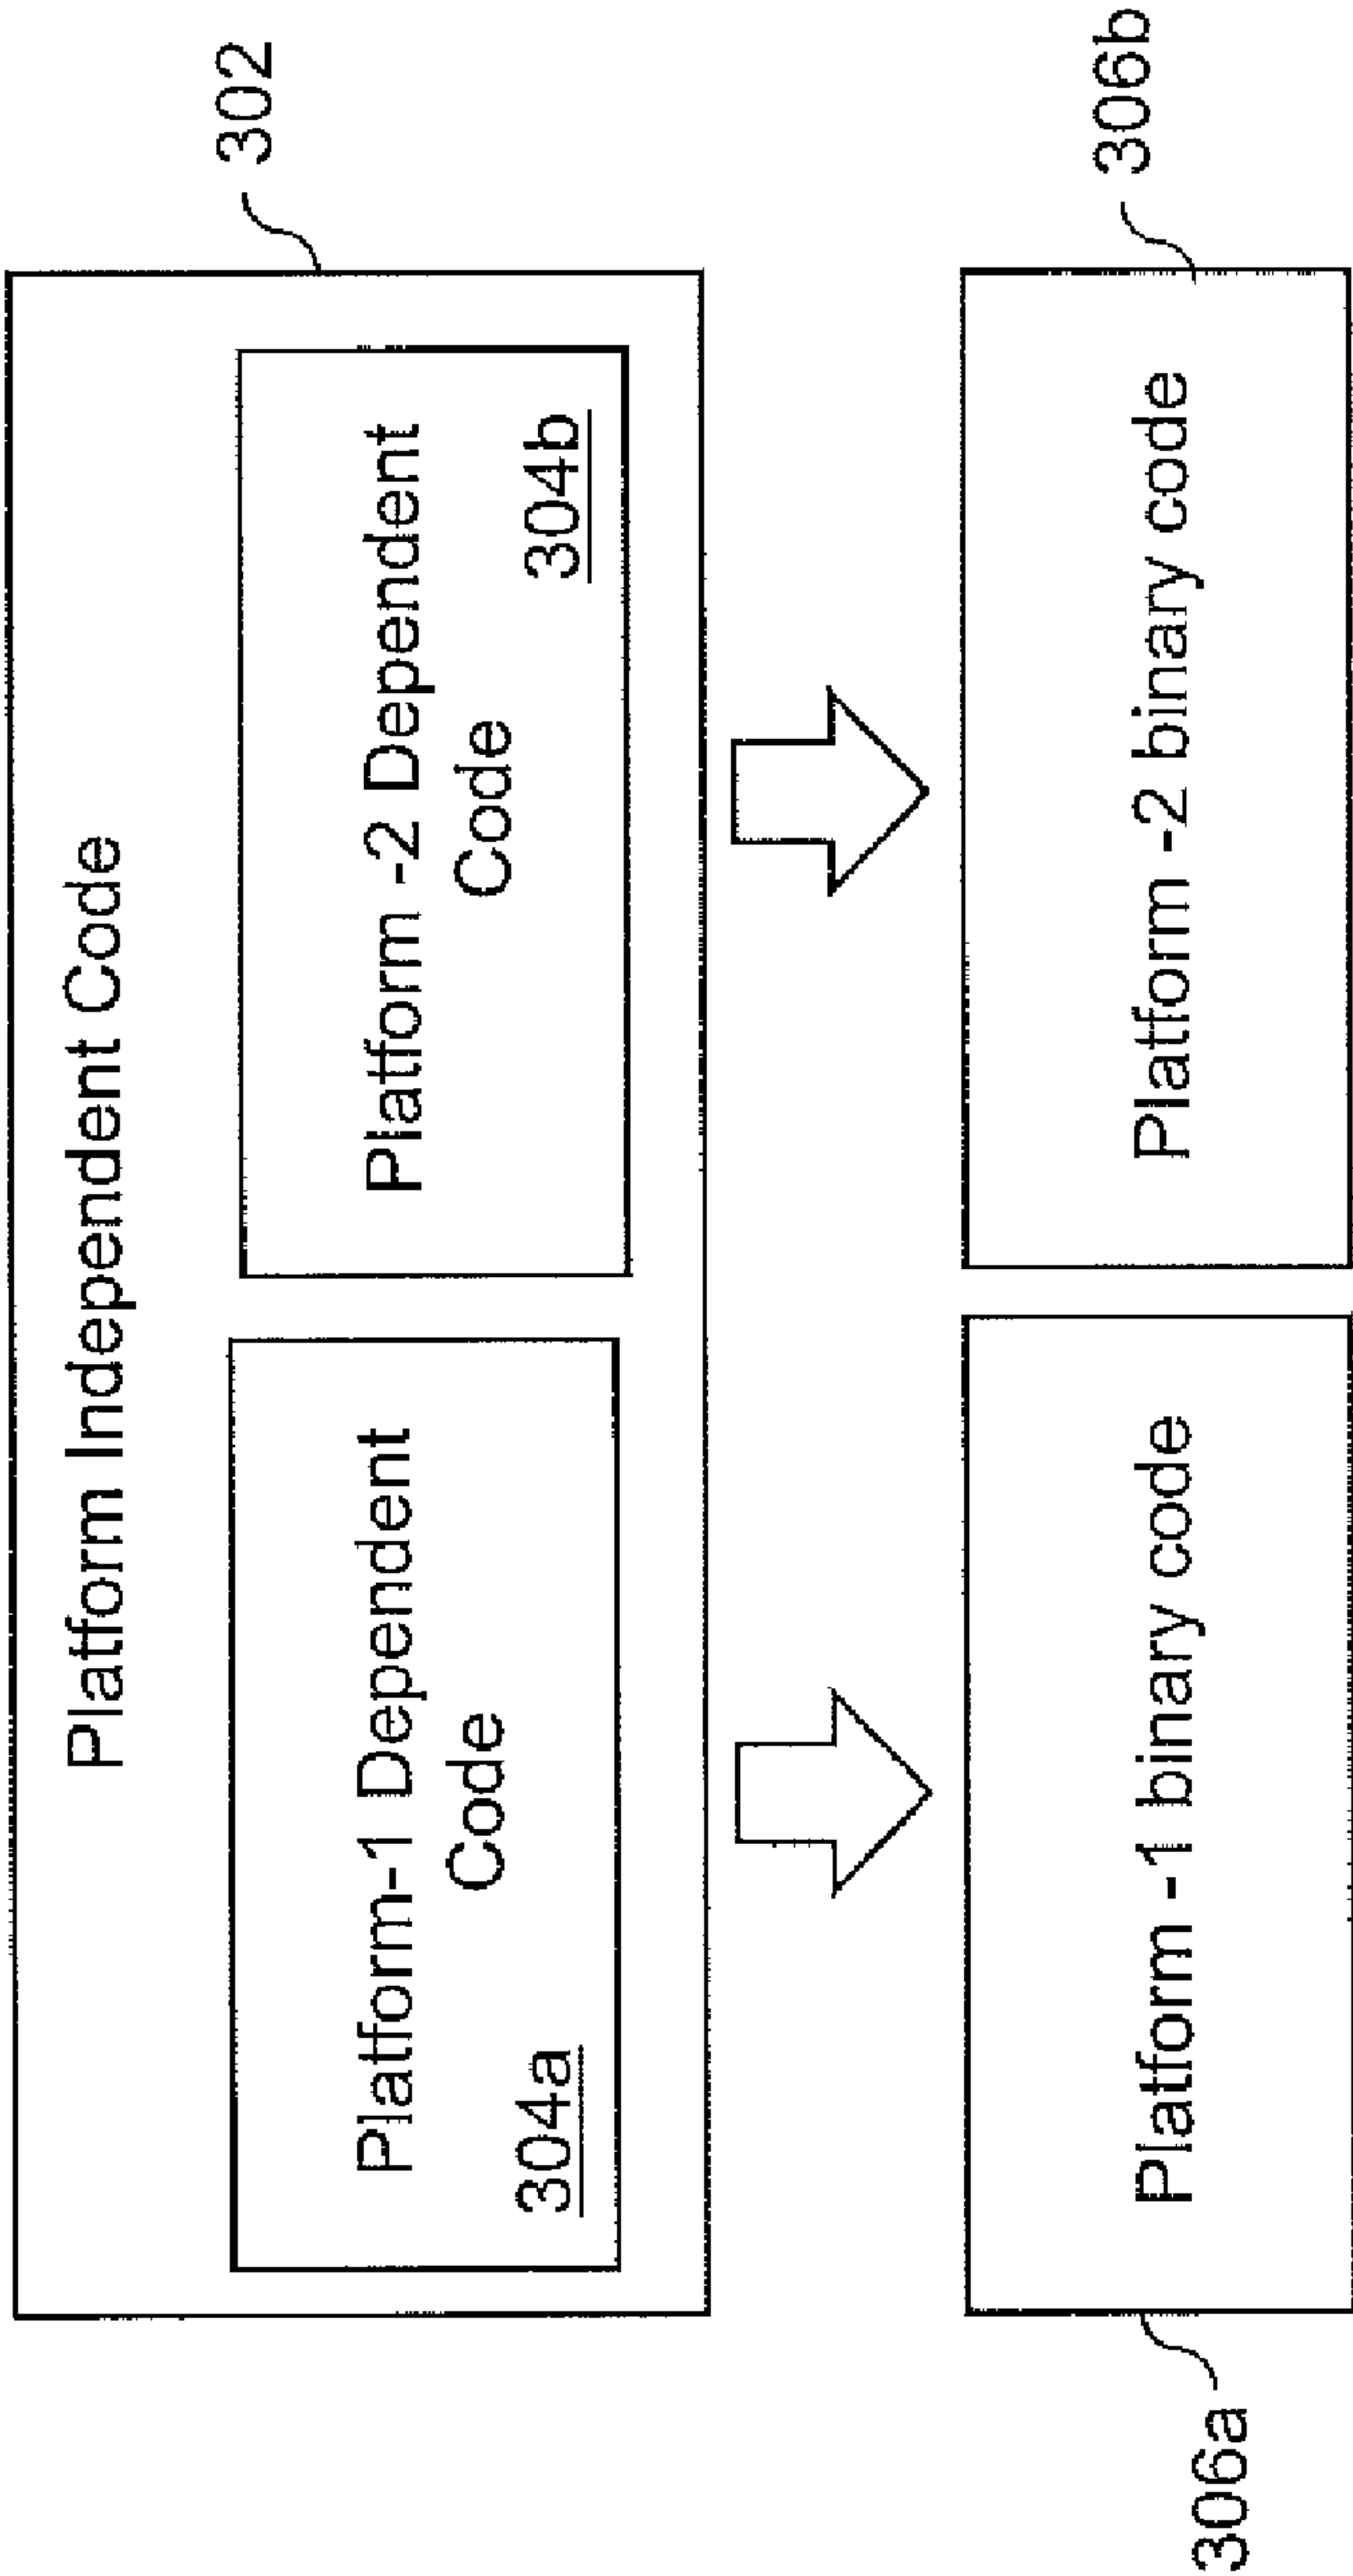 Platform Independent Code
302
Platform-1 Dependent
Code
304a
Platform -2 Dependent
Code
304b
Platform -1 binary code
306a
Platform -2 binary code
306b